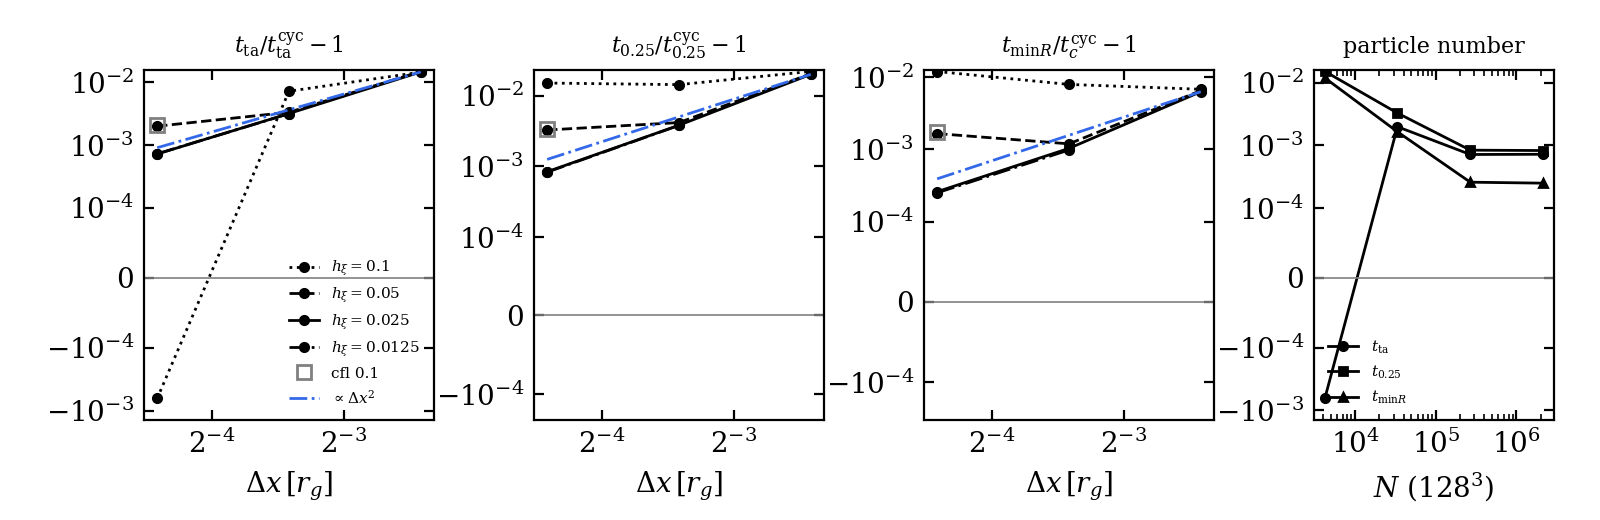 t_ta/t_ta^cyc − 1
10^−2
10^−3
10^−4
0
−10^−4
−10^−3
h_ξ = 0.1
h_ξ = 0.05
h_ξ = 0.025
h_ξ = 0.0125
cfl 0.1
∝ Δx^2
2^−4 2^−3
Δx [r_g]
t_0.25/t_0.25^cyc − 1
10^−2
10^−3
10^−4
0
−10^−4
2^−4 2^−3
Δx [r_g]
t_minR/t_c^cyc − 1
10^−2
10^−3
10^−4
0
−10^−4
2^−4 2^−3
Δx [r_g]
particle number
10^−2
10^−3
10^−4
0
−10^−4
−10^−3
t_ta
t_0.25
t_minR
10^4 10^5 10^6
N (128^3)